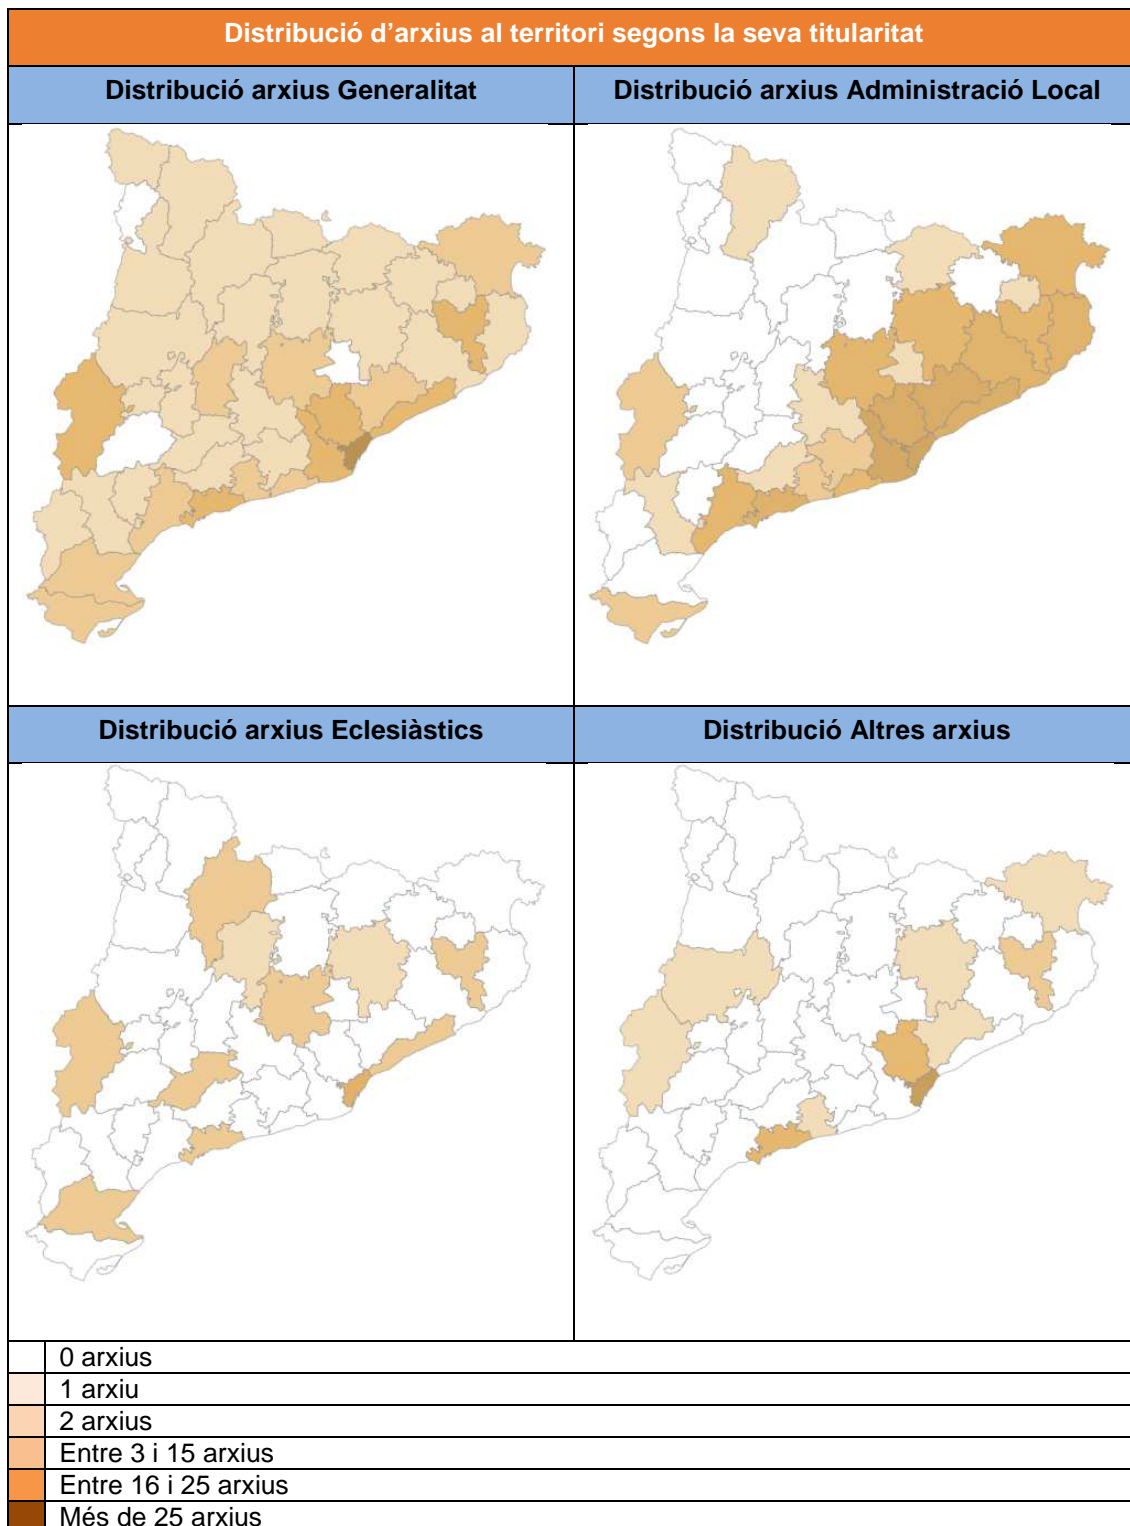 Distribució d’arxius al territori segons la seva titularitat
Distribució arxius Generalitat
Distribució arxius Administració Local
Distribució arxius Eclesiàstics
Distribució Altres arxius
0 arxius
1 arxiu
2 arxius
Entre 3 i 15 arxius
Entre 16 i 25 arxius
Més de 25 arxius